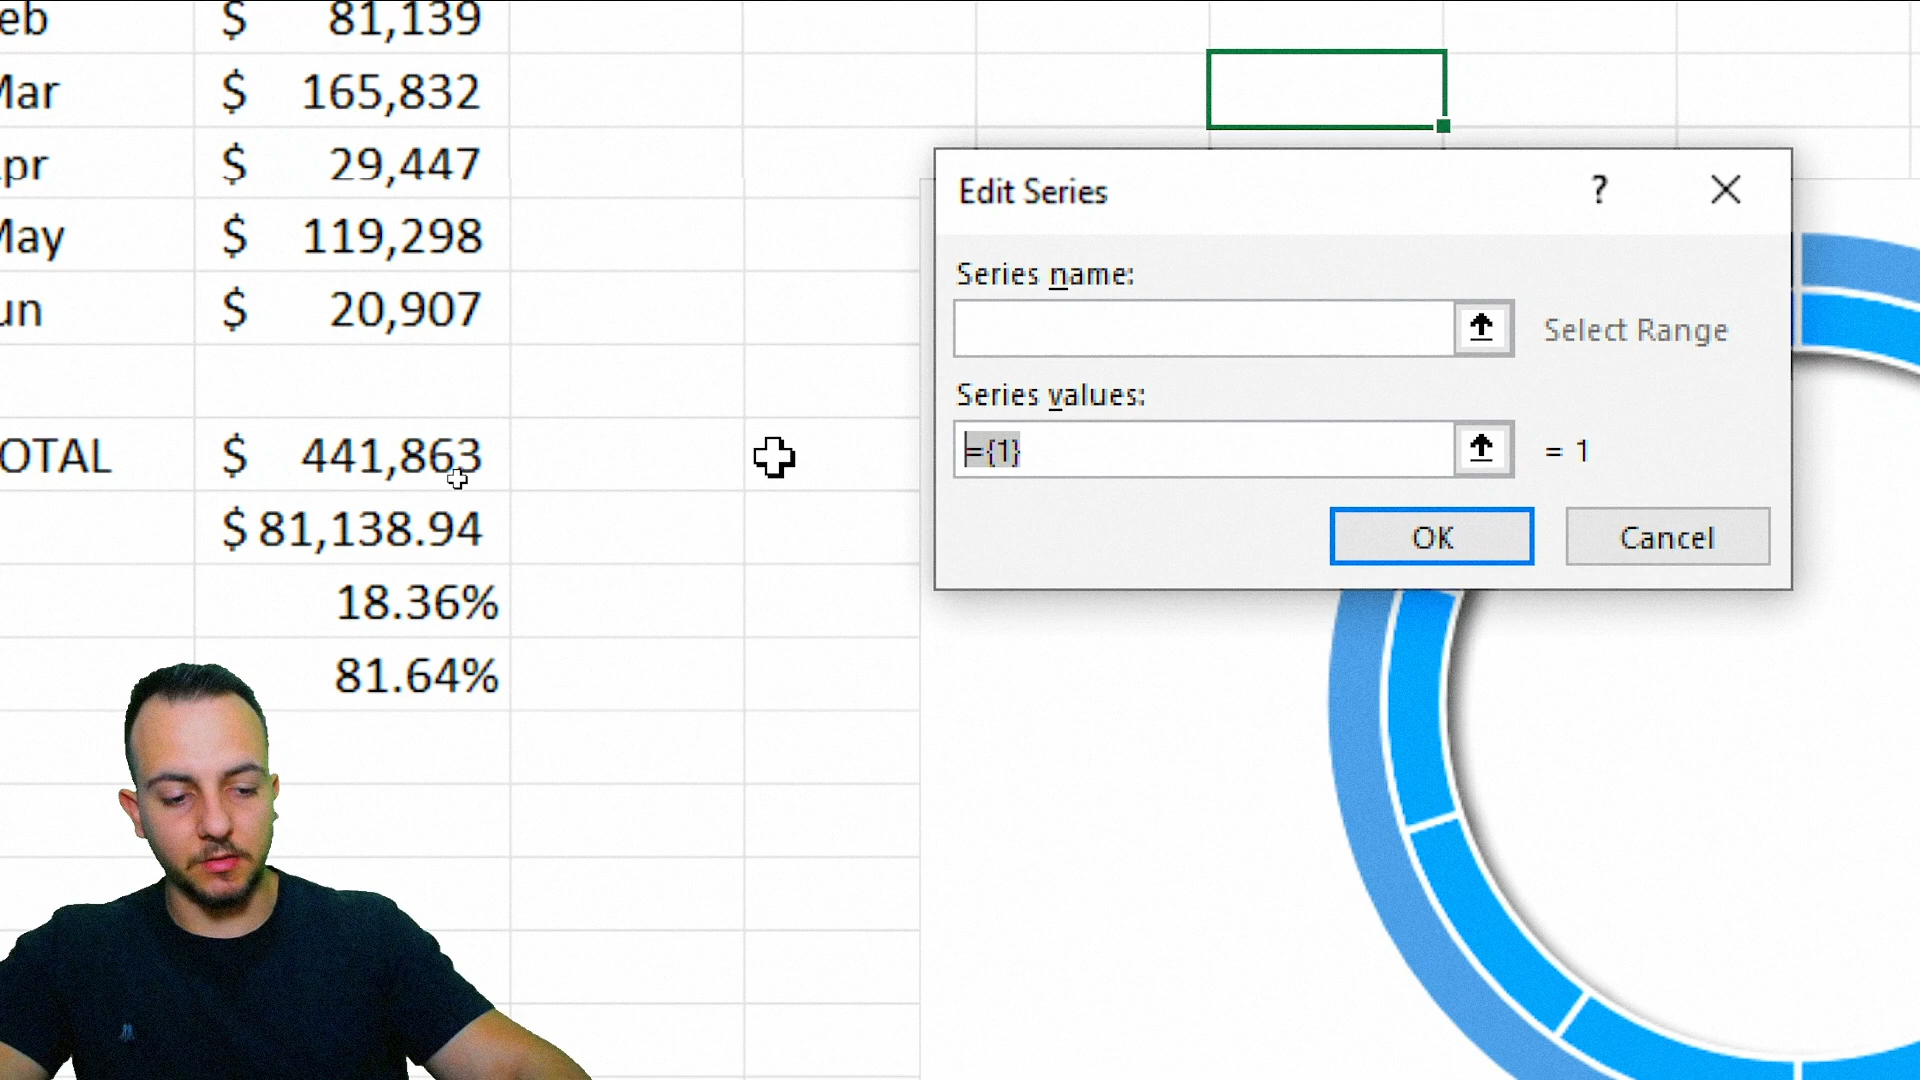 eb $ 81,139
Mar $ 165,832
Apr $ 29,447
May $ 119,298
un $ 20,907
OTAL $ 441,863
$ 81,138.94
18.36%
81.64%
Edit Series ? X
Series name:
Select Range
Series values:
={1} = 1
OK Cancel